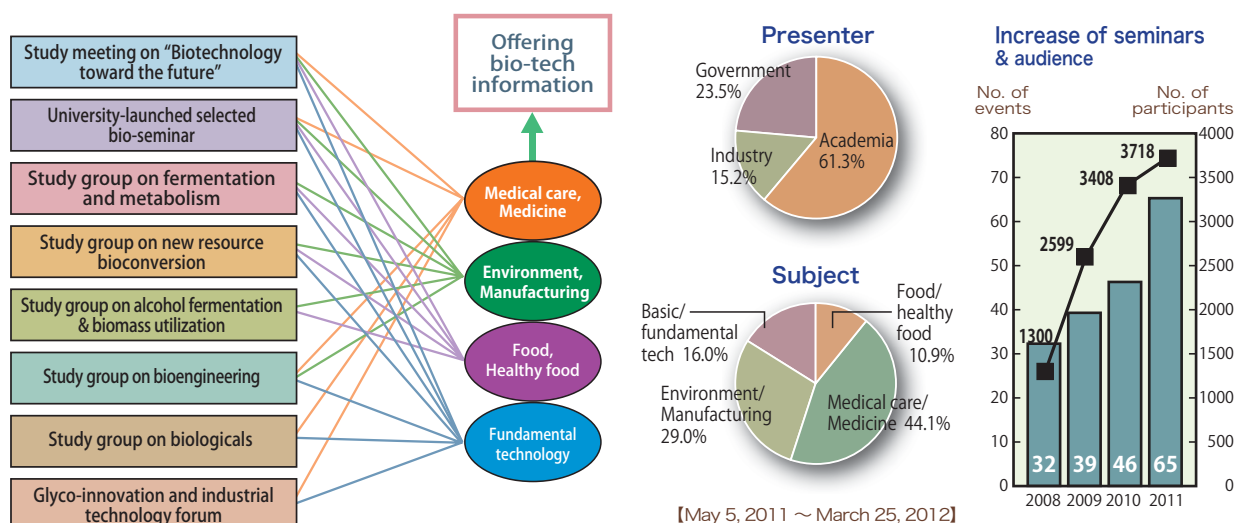 Study meeting on “Biotechnology
toward the future”
University-launched selected
bio-seminar
Study group on fermentation
and metabolism
Study group on new resource
bioconversion
Study group on alcohol fermentation
& biomass utilization
Study group on bioengineering
Study group on biologicals
Glyco-innovation and industrial
technology forum
Offering
bio-tech
information
Medical care,
Medicine
Environment,
Manufacturing
Food,
Healthy food
Fundamental
technology
Presenter
Government
23.5%
Industry
15.2%
Academia
61.3%
Subject
Basic/
fundamental
tech 16.0%
Food/
healthy
food
10.9%
Environment/
Manufacturing
29.0%
Medical care/
Medicine 44.1%
【May 5, 2011 ～ March 25, 2012】
Increase of seminars
& audience
No. of
events
No. of
participants
80
70
60
50
40
30
20
10
0
4000
3500
3000
2500
2000
1500
1000
500
0
1300
2599
3408
3718
32
39
46
65
2008
2009
2010
2011